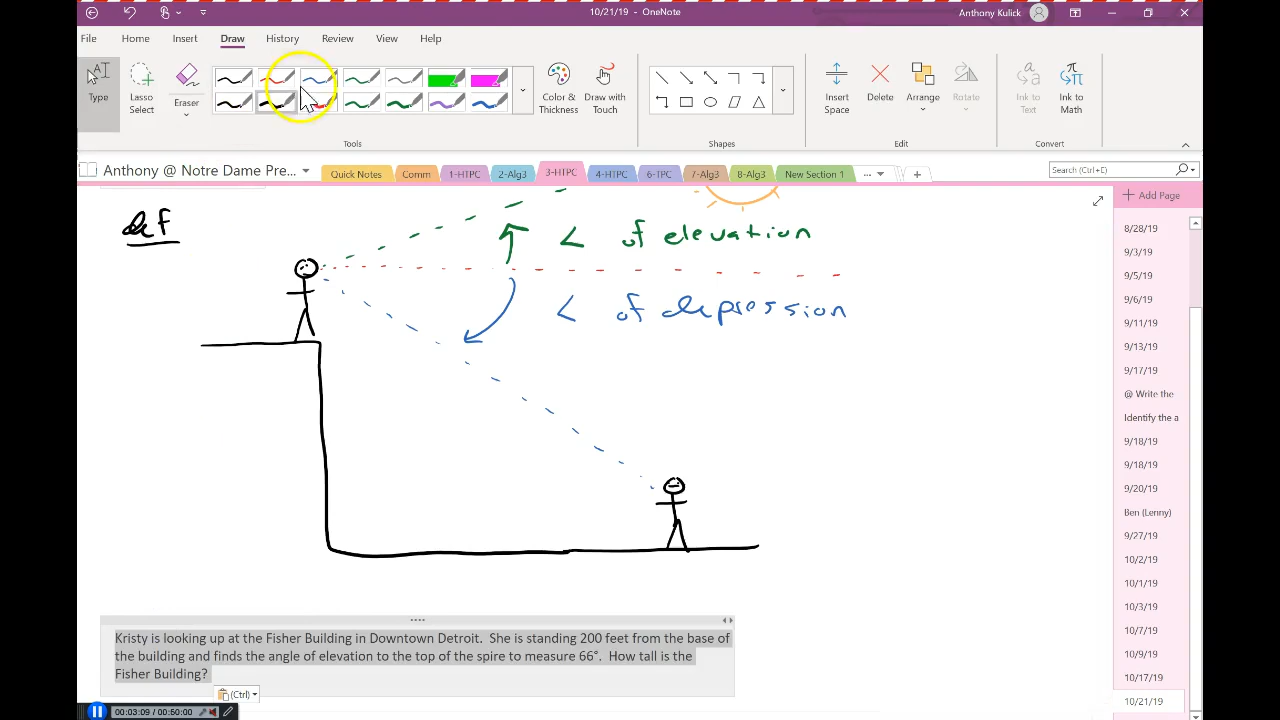 10/21/19 - OneNote
Anthony Kulick
File Home Insert Draw History Review View Help
Type
Lasso Select
Eraser
Color & Thickness
Draw with Touch
Insert Space
Delete
Arrange
Rotate
Ink to Text
Ink to Math
Tools
Shapes
Edit
Convert
Anthony @ Notre Dame Pre...
Quick Notes Comm 1-HTPC 2-Alg3 3-HTPC 4-HTPC 6-TPC 7-Alg3 8-Alg3 New Section 1 ...
Search (Ctrl+E)
Add Page
8/28/19
9/3/19
9/5/19
9/6/19
9/11/19
9/13/19
9/17/19
@ Write the
Identify the a
9/18/19
9/18/19
9/20/19
Ben (Lenny)
9/27/19
10/2/19
10/1/19
10/3/19
10/7/19
10/9/19
10/17/19
10/21/19
def
∠ of elevation
∠ of depression
Kristy is looking up at the Fisher Building in Downtown Detroit. She is standing 200 feet from the base of
the building and finds the angle of elevation to the top of the spire to measure 66°. How tall is the
Fisher Building?
(Ctrl)
00:03:09 / 00:50:00